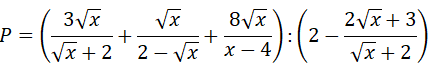 P = (3√x/(√x + 2) + √x/(2 − √x) + 8√x/(x − 4)) : (2 − (2√x + 3)/(√x + 2))